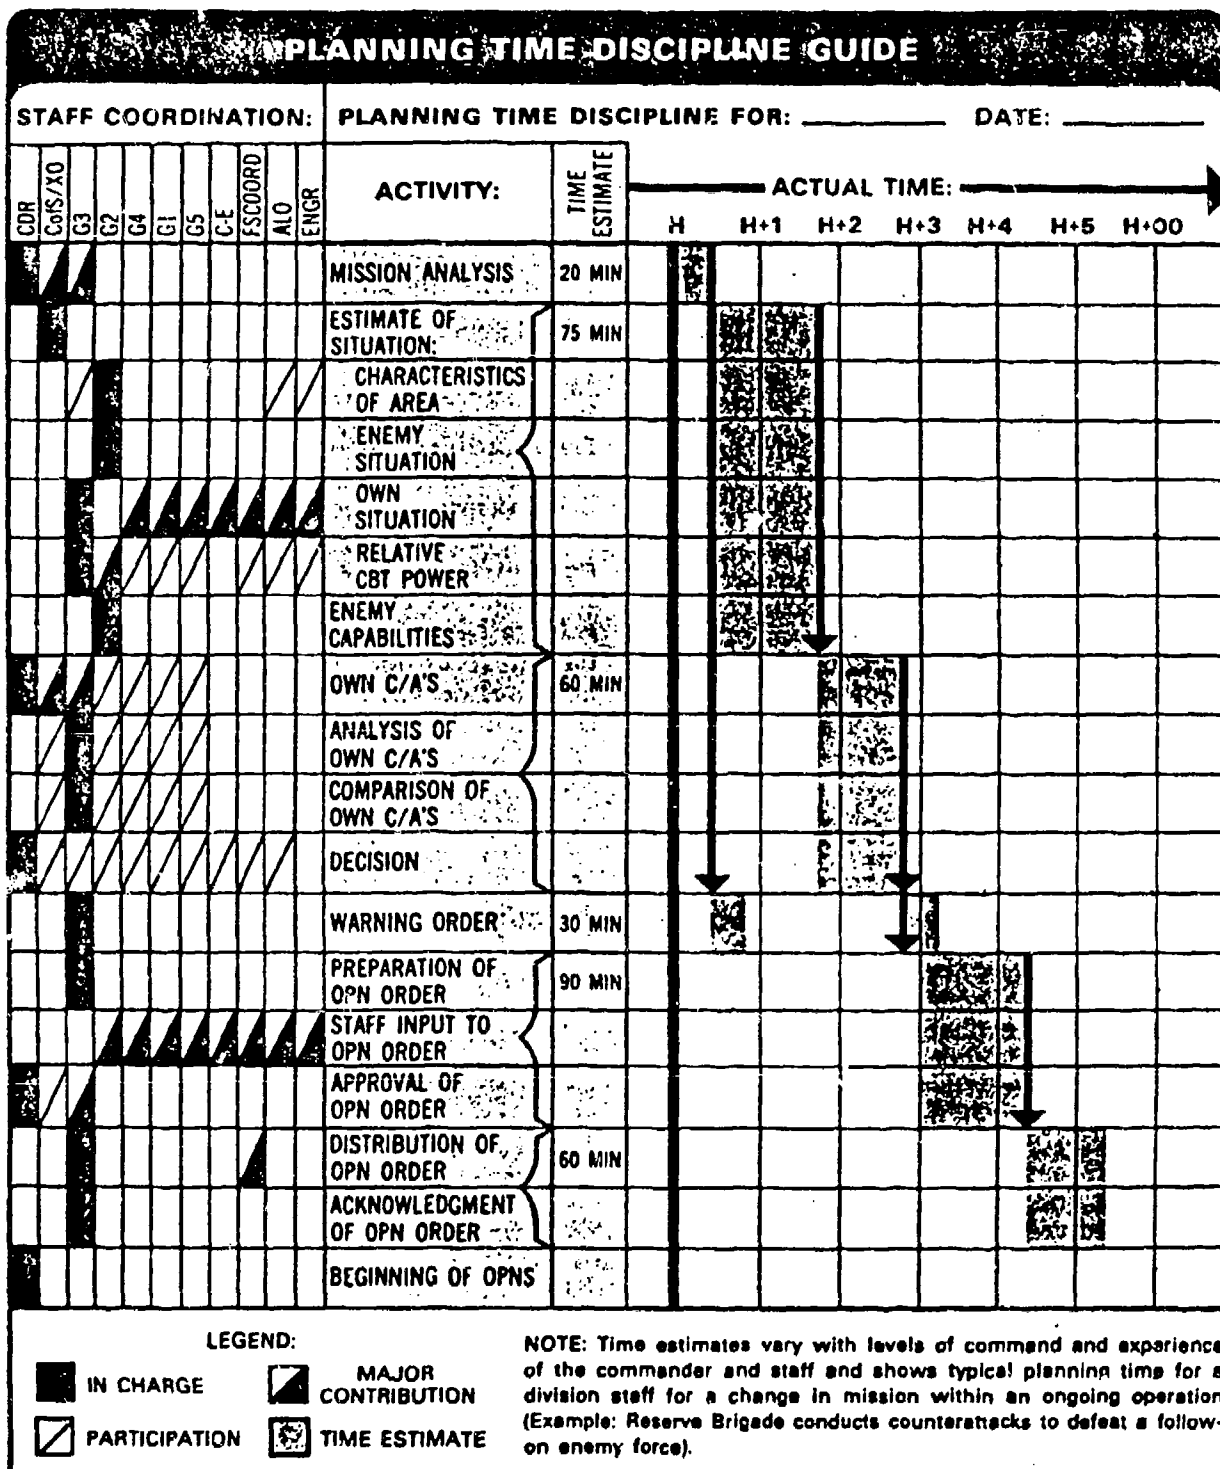 PLANNING TIME DISCIPLINE GUIDE
STAFF COORDINATION:
PLANNING TIME DISCIPLINE FOR: DATE:
CDR
CofS/XO
G3
G2
G4
G1
G5
C-E
FSCOORD
ALO
ENGR
ACTIVITY:
TIME
ESTIMATE
ACTUAL TIME:
H H+1 H+2 H+3 H+4 H+5 H+00
MISSION ANALYSIS 20 MIN
ESTIMATE OF
SITUATION:
75 MIN
CHARACTERISTICS
OF AREA
ENEMY
SITUATION
OWN
SITUATION
RELATIVE
CBT POWER
ENEMY
CAPABILITIES
OWN C/A'S 60 MIN
ANALYSIS OF
OWN C/A'S
COMPARISON OF
OWN C/A'S
DECISION
WARNING ORDER 30 MIN
PREPARATION OF
OPN ORDER
90 MIN
STAFF INPUT TO
OPN ORDER
APPROVAL OF
OPN ORDER
DISTRIBUTION OF
OPN ORDER
60 MIN
ACKNOWLEDGMENT
OF OPN ORDER
BEGINNING OF OPNS
LEGEND:
IN CHARGE
MAJOR
CONTRIBUTION
PARTICIPATION
TIME ESTIMATE
NOTE: Time estimates vary with levels of command and experience
of the commander and staff and shows typical planning time for a
division staff for a change in mission within an ongoing operation
(Example: Reserve Brigade conducts counterattacks to defeat a follow-
on enemy force).